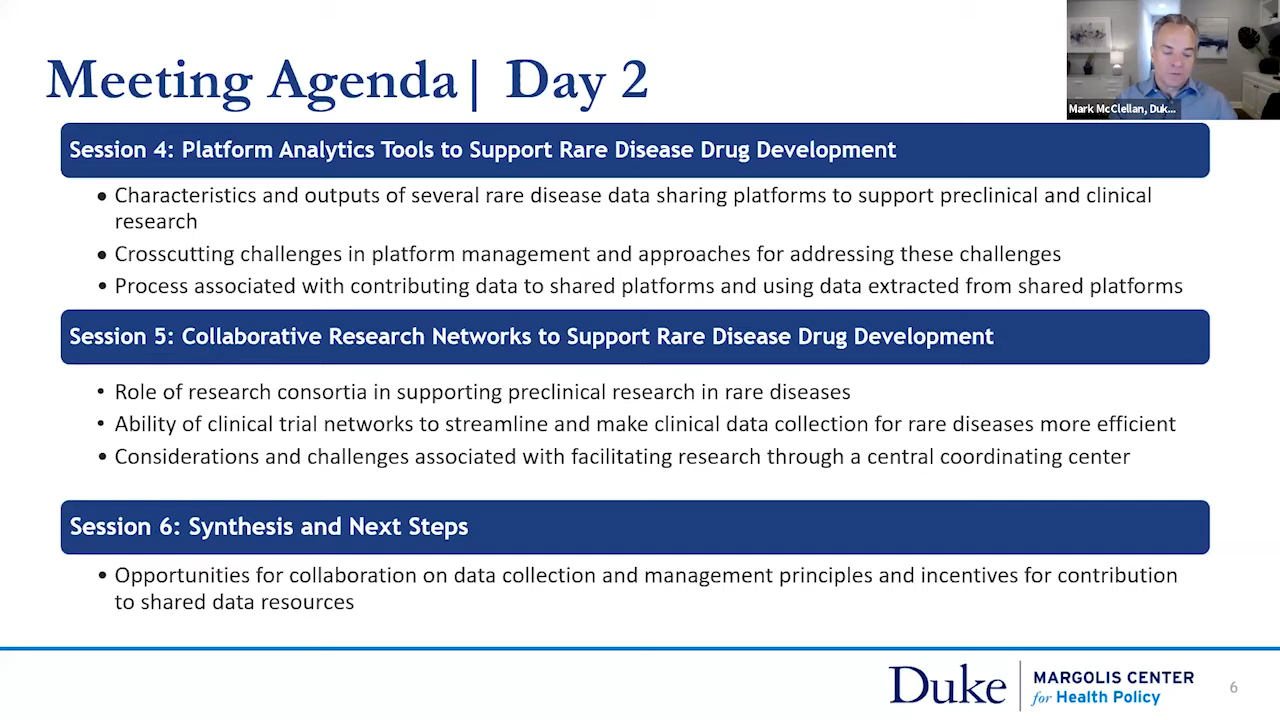 Meeting Agenda| Day 2
Mark McClellan, Duk...
Session 4: Platform Analytics Tools to Support Rare Disease Drug Development
• Characteristics and outputs of several rare disease data sharing platforms to support preclinical and clinical
research
• Crosscutting challenges in platform management and approaches for addressing these challenges
• Process associated with contributing data to shared platforms and using data extracted from shared platforms
Session 5: Collaborative Research Networks to Support Rare Disease Drug Development
• Role of research consortia in supporting preclinical research in rare diseases
• Ability of clinical trial networks to streamline and make clinical data collection for rare diseases more efficient
• Considerations and challenges associated with facilitating research through a central coordinating center
Session 6: Synthesis and Next Steps
• Opportunities for collaboration on data collection and management principles and incentives for contribution
to shared data resources
Duke
MARGOLIS CENTER
for Health Policy
6